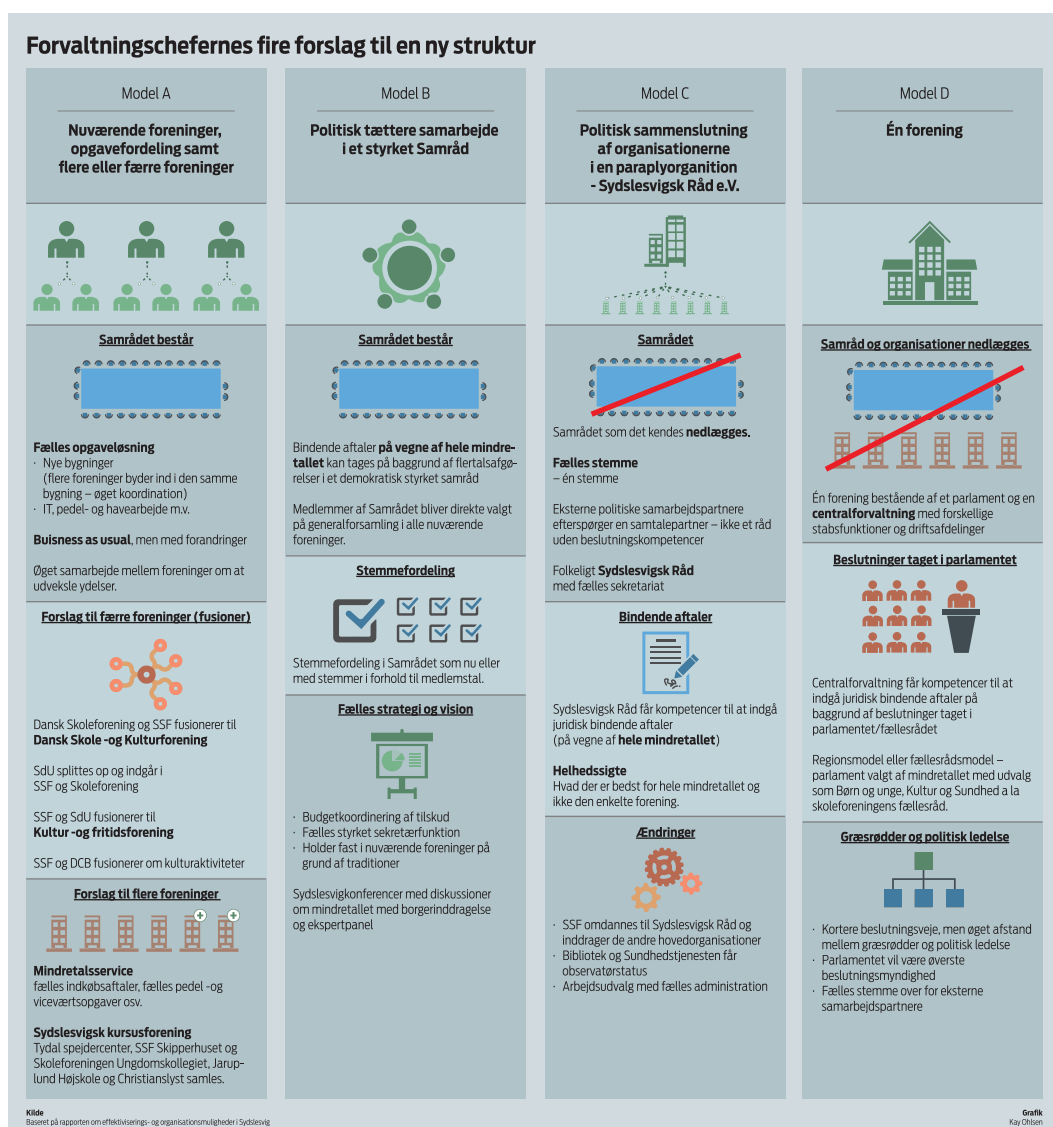 Forvaltningschefernes fire forslag til en ny struktur
Model A
Nuværende foreninger,
opgavefordeling samt
flere eller færre foreninger
Samrådet består
Fælles opgaveløsning
· Nye bygninger
(flere foreninger byder ind i den samme
bygning – øget koordination)
· IT, pedel- og havearbejde m.v.
Buisness as usual, men med forandringer
Øget samarbejde mellem foreninger om at
udveksle ydelser.
Forslag til færre foreninger (fusioner)
Dansk Skoleforening og SSF fusionerer til
Dansk Skole -og Kulturforening
SdU splittes op og indgår i
SSF og Skoleforening
SSF og SdU fusionerer til
Kultur -og fritidsforening
SSF og DCB fusionerer om kulturaktiviteter
Forslag til flere foreninger
Mindretalsservice
fælles indkøbsaftaler, fælles pedel -og
viceværtsopgaver osv.
Sydslesvigsk kursusforening
Tydal spejdercenter, SSF Skipperhuset og
Skoleforeningen Ungdomskollegiet, Jarup-
lund Højskole og Christianslyst samles.
Model B
Politisk tættere samarbejde
i et styrket Samråd
Samrådet består
Bindende aftaler på vegne af hele mindre-
tallet kan tages på baggrund af flertalsafgø-
relser i et demokratisk styrket samråd
Medlemmer af Samrådet bliver direkte valgt
på generalforsamling i alle nuværende
foreninger.
Stemmefordeling
Stemmefordeling i Samrådet som nu eller
med stemmer i forhold til medlemstal.
Fælles strategi og vision
· Budgetkoordinering af tilskud
· Fælles styrket sekretærfunktion
· Holder fast i nuværende foreninger på
grund af traditioner
Sydslesvigkonferencer med diskussioner
om mindretallet med borgerinddragelse
og ekspertpanel
Model C
Politisk sammenslutning
af organisationerne
i en paraplyorganition
- Sydslesvigsk Råd e.V.
Samrådet
Samrådet som det kendes nedlægges.
Fælles stemme
– én stemme
Eksterne politiske samarbejdspartnere
efterspørger en samtalepartner – ikke et råd
uden beslutningskompetencer
Folkeligt Sydslesvigsk Råd
med fælles sekretariat
Bindende aftaler
Sydslesvigsk Råd får kompetencer til at indgå
juridisk bindende aftaler
(på vegne af hele mindretallet)
Helhedssigte
Hvad der er bedst for hele mindretallet og
ikke den enkelte forening.
Ændringer
· SSF omdannes til Sydslesvigsk Råd og
inddrager de andre hovedorganisationer
· Bibliotek og Sundhedstjenesten får
observatørstatus
· Arbejdsudvalg med fælles administration
Model D
Én forening
Samråd og organisationer nedlægges
Én forening bestående af et parlament og en
centralforvaltning med forskellige
stabsfunktioner og driftsafdelinger
Beslutninger taget i parlamentet
Centralforvaltning får kompetencer til at
indgå juridisk bindende aftaler på
baggrund af beslutninger taget i
parlamentet/fællesrådet
Regionsmodel eller fællesrådsmodel –
parlament valgt af mindretallet med udvalg
som Børn og unge, Kultur og Sundhed a la
skoleforeningens fællesråd.
Græsrødder og politisk ledelse
· Kortere beslutningsveje, men øget afstand
mellem græsrødder og politisk ledelse
· Parlamentet vil være øverste
beslutningsmyndighed
· Fælles stemme over for eksterne
samarbejdspartnere
Kilde
Baseret på rapporten om effektiviserings- og organisationsmuligheder i Sydslesvig
Grafik
Kay Ohlsen